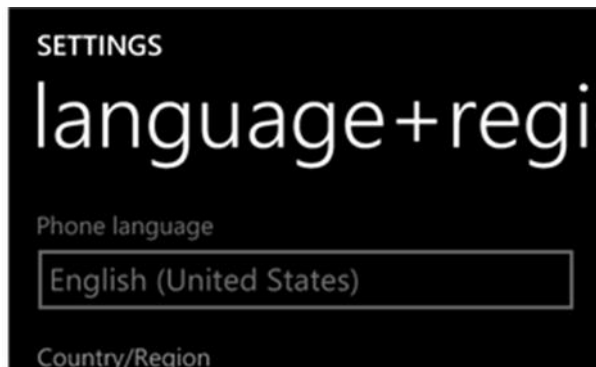 SETTINGS
language+regi
Phone language
English (United States)
Country/Region